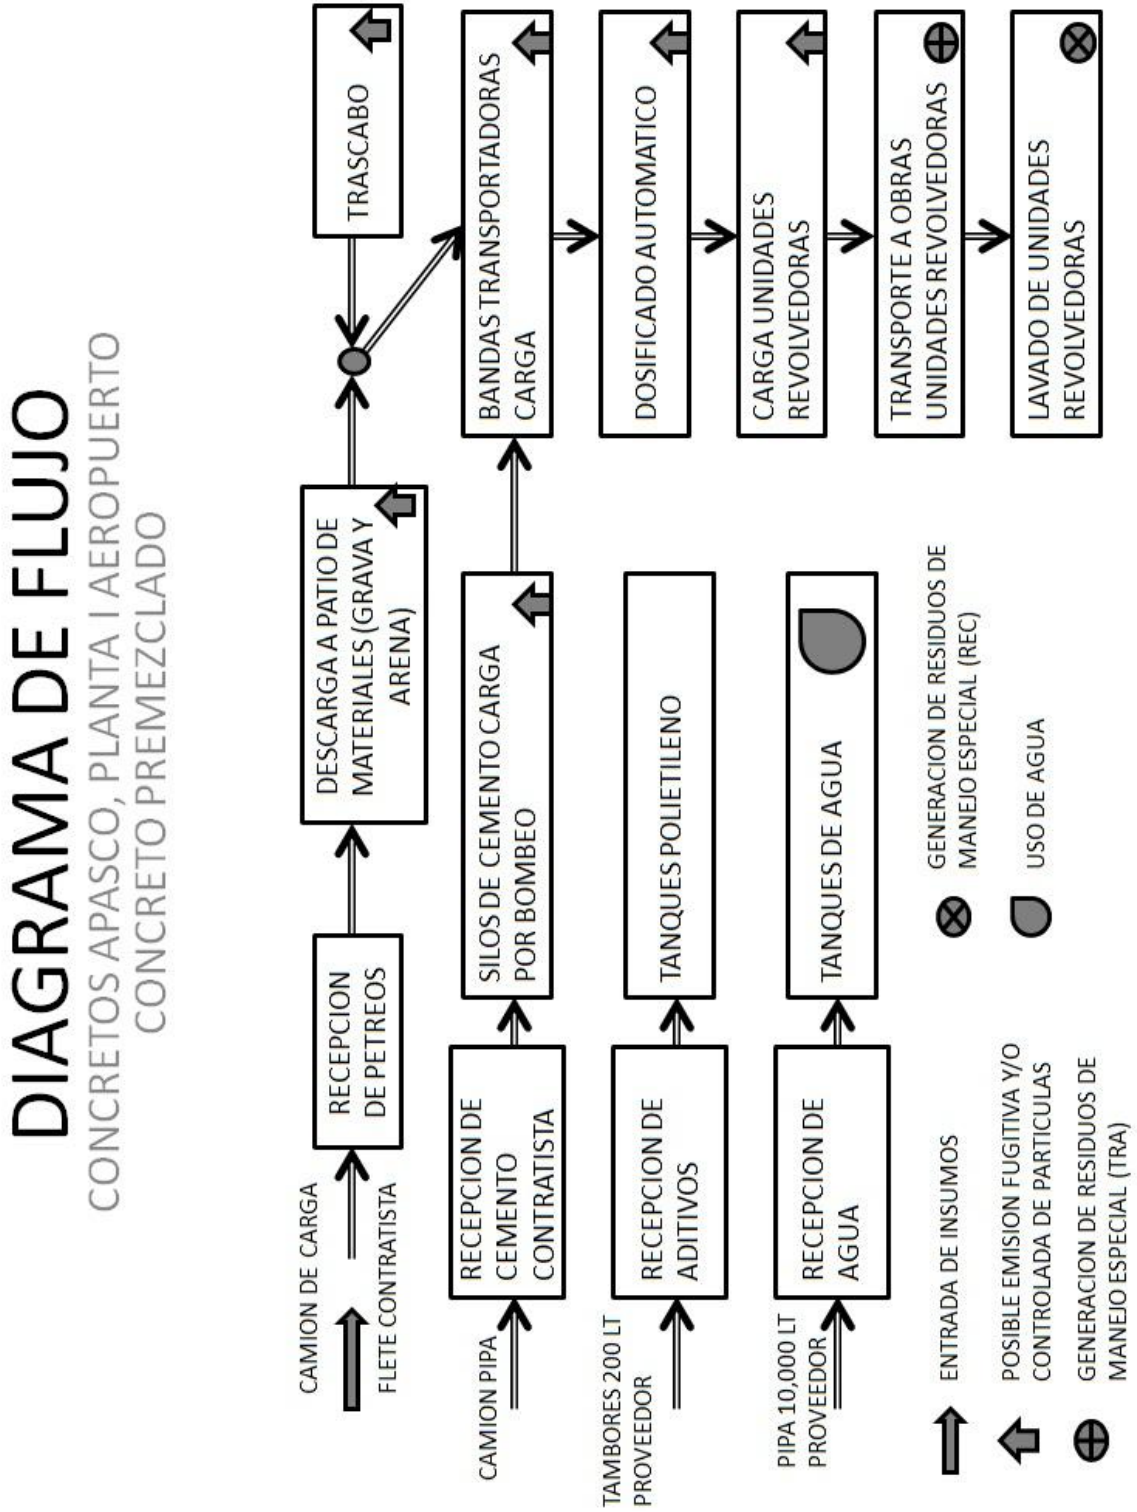 DIAGRAMA DE FLUJO
CONCRETOS APASCO, PLANTA I AEROPUERTO
CONCRETO PREMEZCLADO
CAMION DE CARGA
FLETE CONTRATISTA
RECEPCION
DE PETREOS
DESCARGA A PATIO DE
MATERIALES (GRAVA Y
ARENA)
TRASCABO
CAMION PIPA
RECEPCION DE
CEMENTO
CONTRATISTA
SILOS DE CEMENTO CARGA
POR BOMBEO
BANDAS TRANSPORTADORAS
CARGA
TAMBORES 200 LT
PROVEEDOR
RECEPCION DE
ADITIVOS
TANQUES POLIETILENO
DOSIFICADO AUTOMATICO
PIPA 10,000 LT
PROVEEDOR
RECEPCION DE
AGUA
TANQUES DE AGUA
CARGA UNIDADES
REVOLVEDORAS
TRANSPORTE A OBRAS
UNIDADES REVOLVEDORAS
LAVADO DE UNIDADES
REVOLVEDORAS
ENTRADA DE INSUMOS
POSIBLE EMISION FUGITIVA Y/O
CONTROLADA DE PARTICULAS
GENERACION DE RESIDUOS DE
MANEJO ESPECIAL (TRA)
GENERACION DE RESIDUOS DE
MANEJO ESPECIAL (REC)
USO DE AGUA